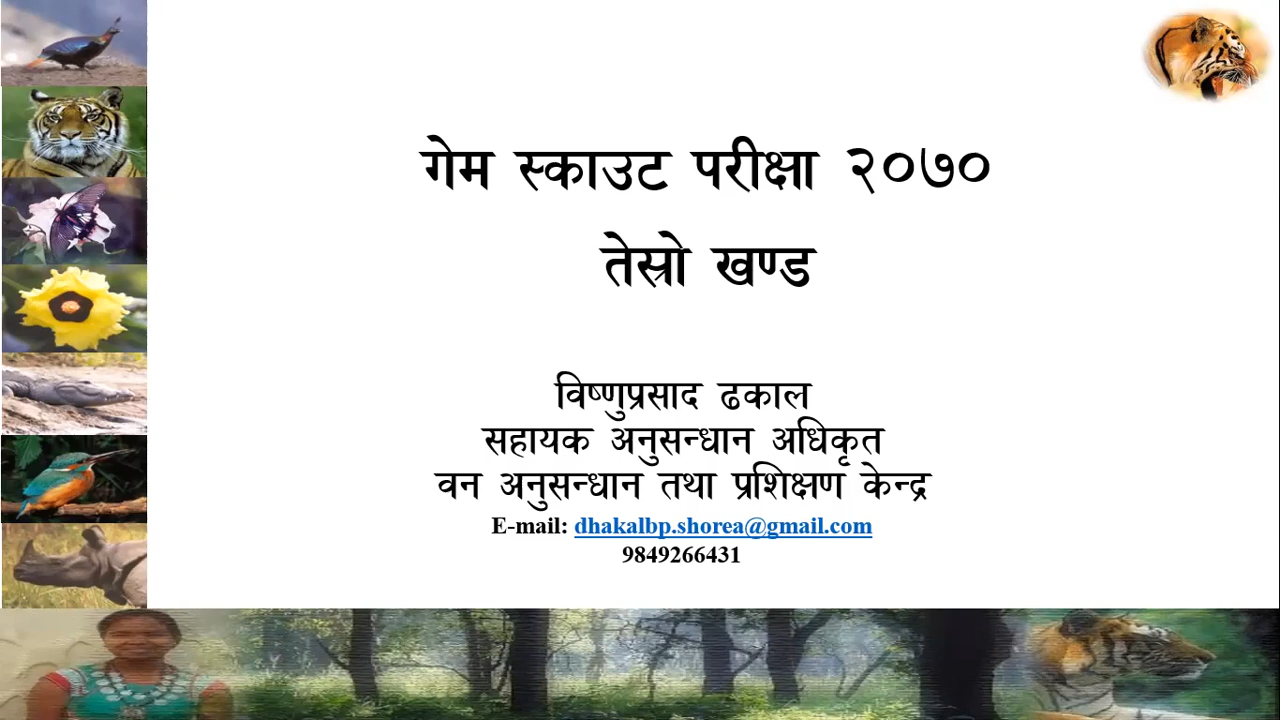 गेम स्काउट परीक्षा २०७०
तेस्रो खण्ड
विष्णुप्रसाद ढकाल
सहायक अनुसन्धान अधिकृत
वन अनुसन्धान तथा प्रशिक्षण केन्द्र
E-mail: dhakalbp.shorea@gmail.com
9849266431